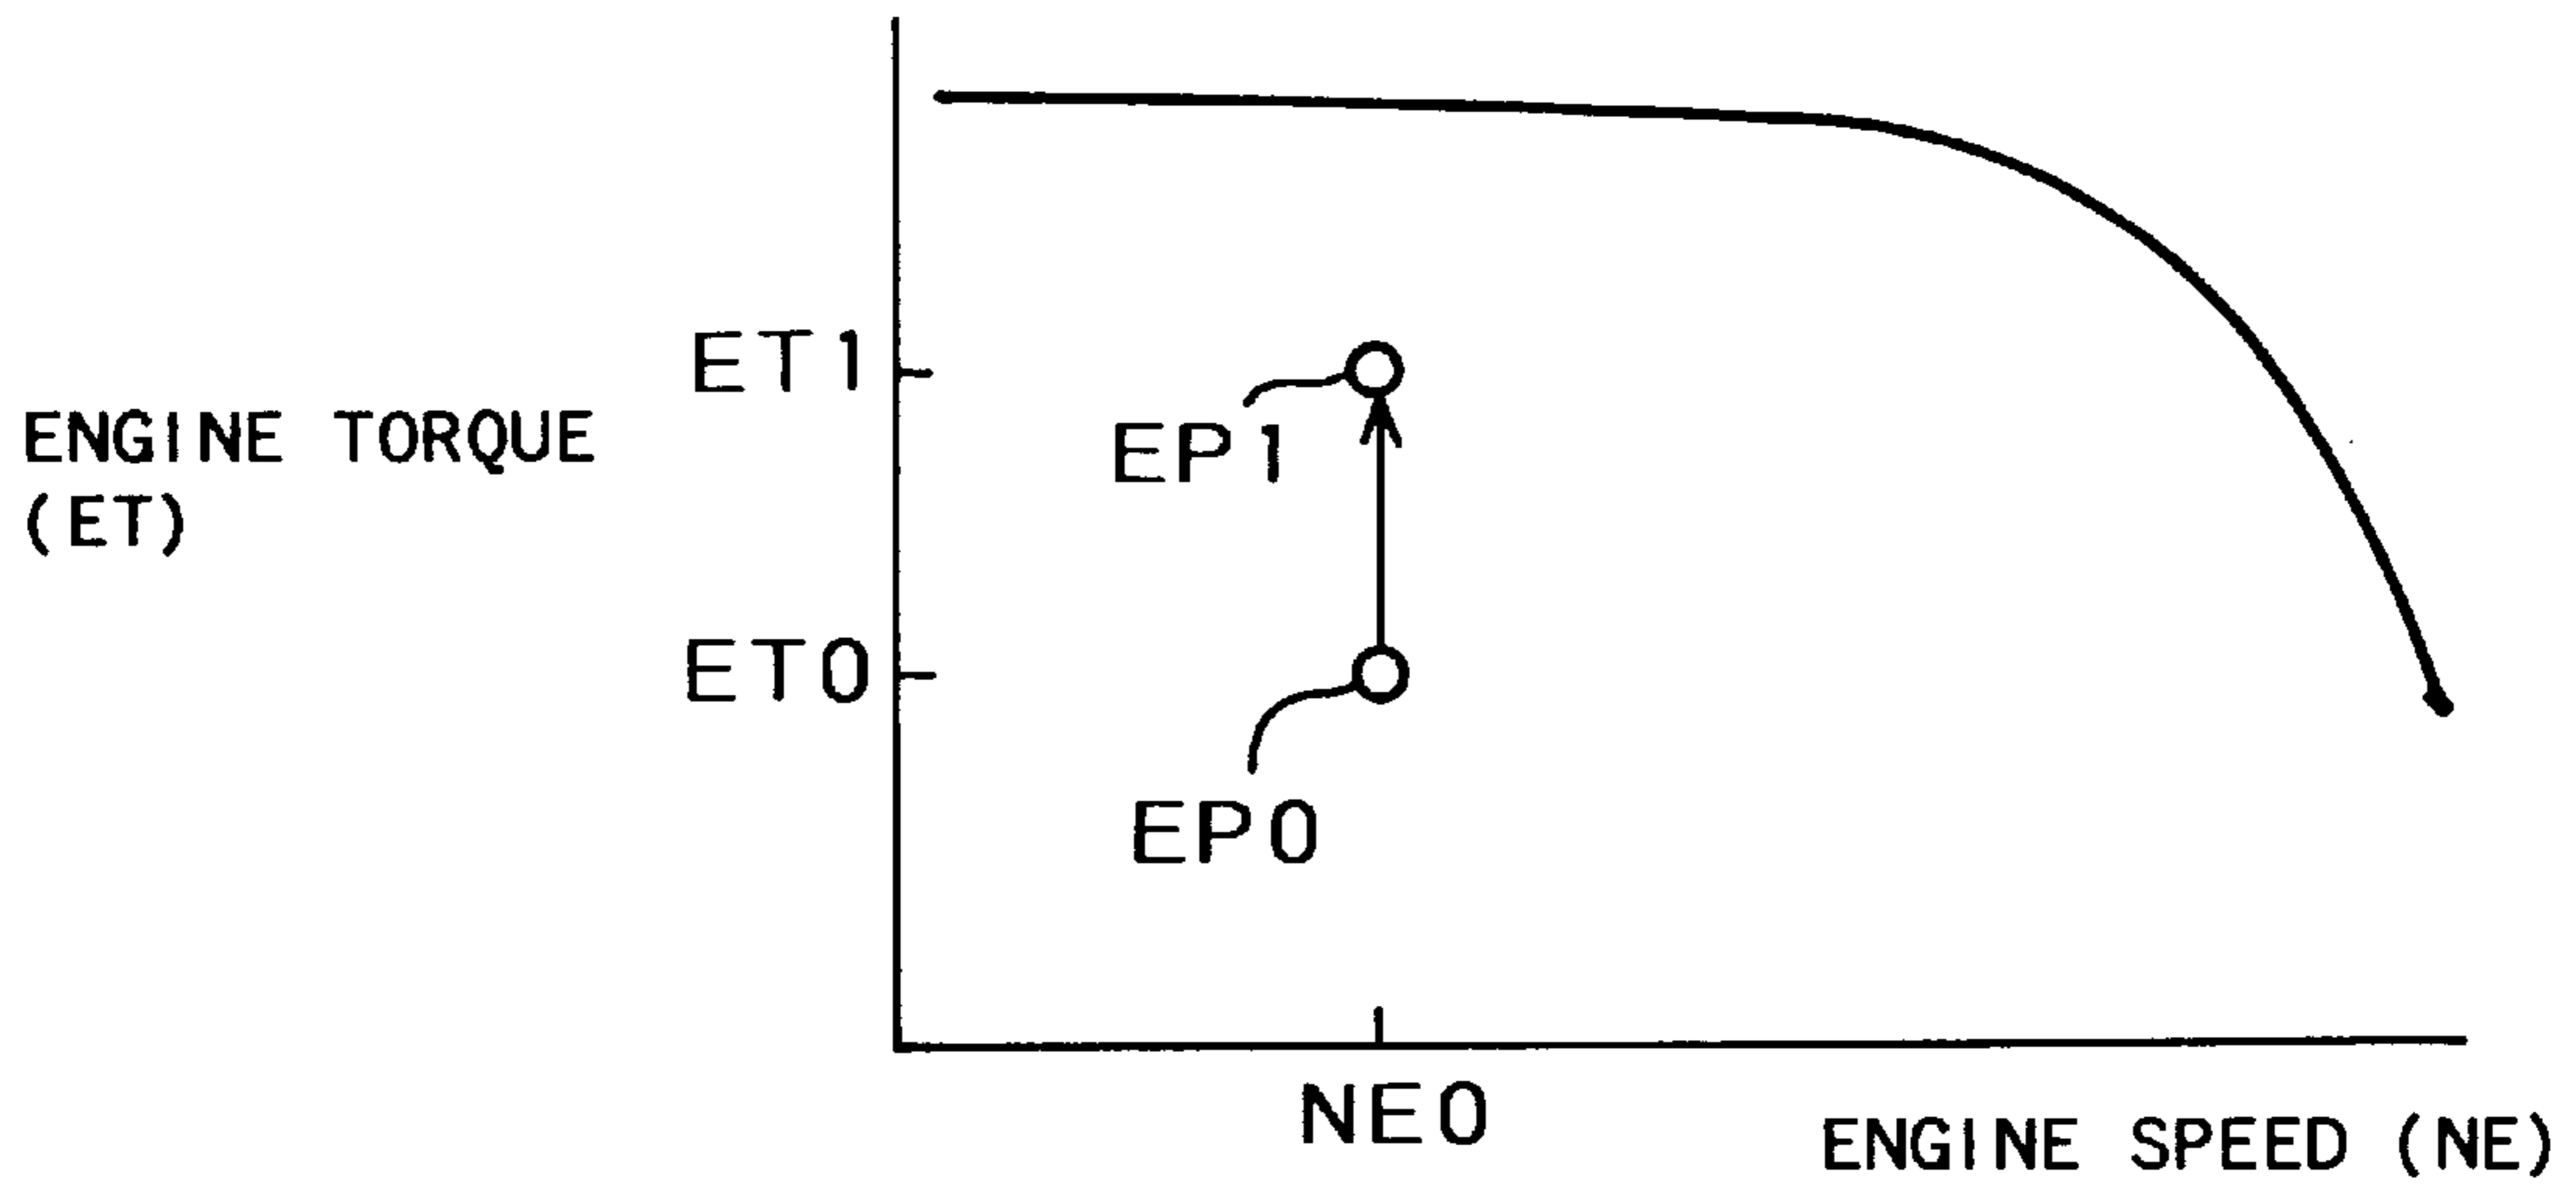 ET1
ENGINE TORQUE
(ET)
EP1
ET0
EP0
NE0
ENGINE SPEED (NE)